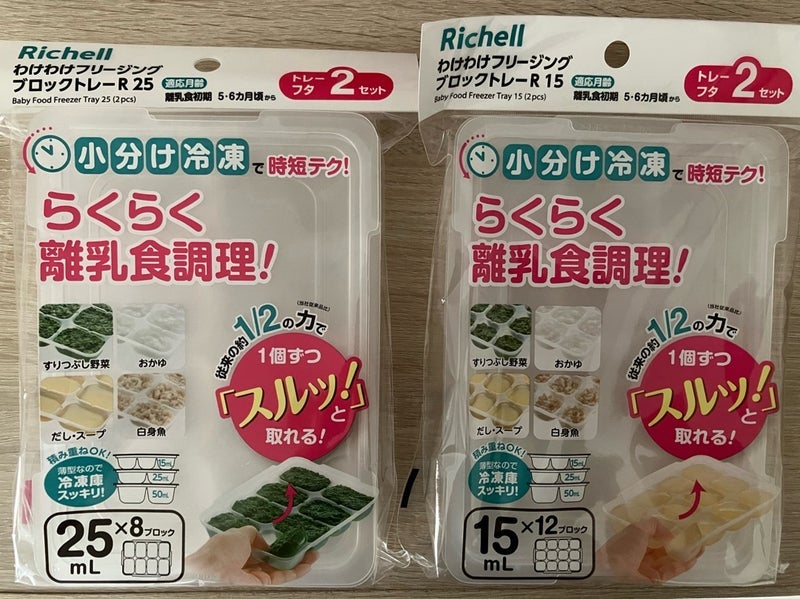 Richell
わけわけフリージング
ブロックトレーR 25
Baby Food Freezer Tray 25 (2pcs)
適応月齢
離乳食初期 5・6カ月頃から
トレー
フタ
2セット
小分け冷凍で時短テク!
らくらく
離乳食調理!
すりつぶし野菜
おかゆ
だし・スープ
白身魚
(当社従来品比)
従来の約1/2の力で
1個ずつ
「スルッ!」と
取れる!
積み重ねOK!
薄型なので
冷凍庫
スッキリ!
15mL
25mL
50mL
25mL×8ブロック
Richell
わけわけフリージング
ブロックトレーR 15
Baby Food Freezer Tray 15 (2pcs)
適応月齢
離乳食初期 5・6カ月頃から
トレー
フタ
2セット
小分け冷凍で時短テク!
らくらく
離乳食調理!
すりつぶし野菜
おかゆ
だし・スープ
白身魚
(当社従来品比)
従来の約1/2の力で
1個ずつ
「スルッ!」と
取れる!
積み重ねOK!
薄型なので
冷凍庫
スッキリ!
15mL
25mL
50mL
15mL×12ブロック